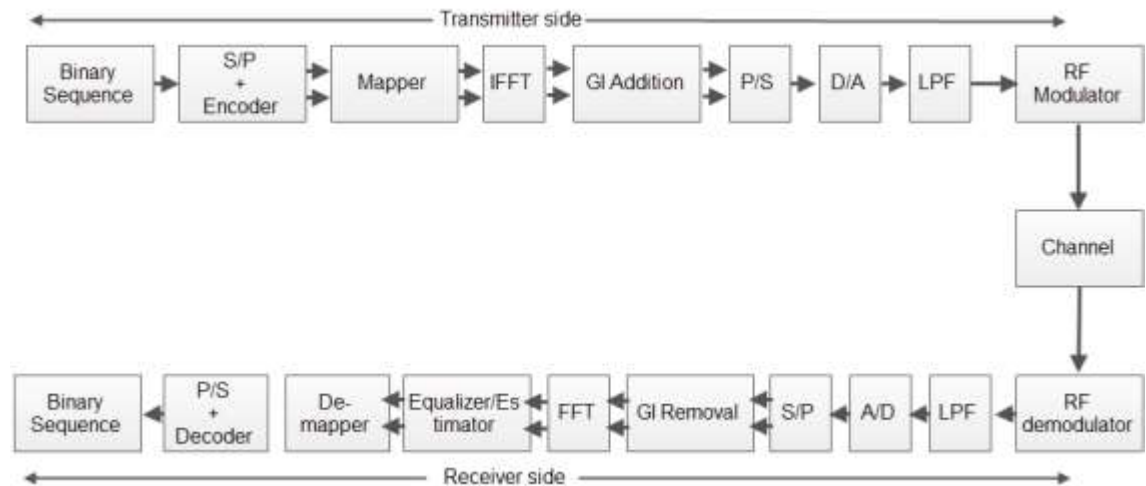 Transmitter side
Binary
Sequence
S/P
+
Encoder
Mapper
IFFT
GI Addition
P/S
D/A
LPF
RF
Modulator
Channel
Binary
Sequence
P/S
+
Decoder
De-
mapper
Equalizer/Es
timator
FFT
GI Removal
S/P
A/D
LPF
RF
demodulator
Receiver side